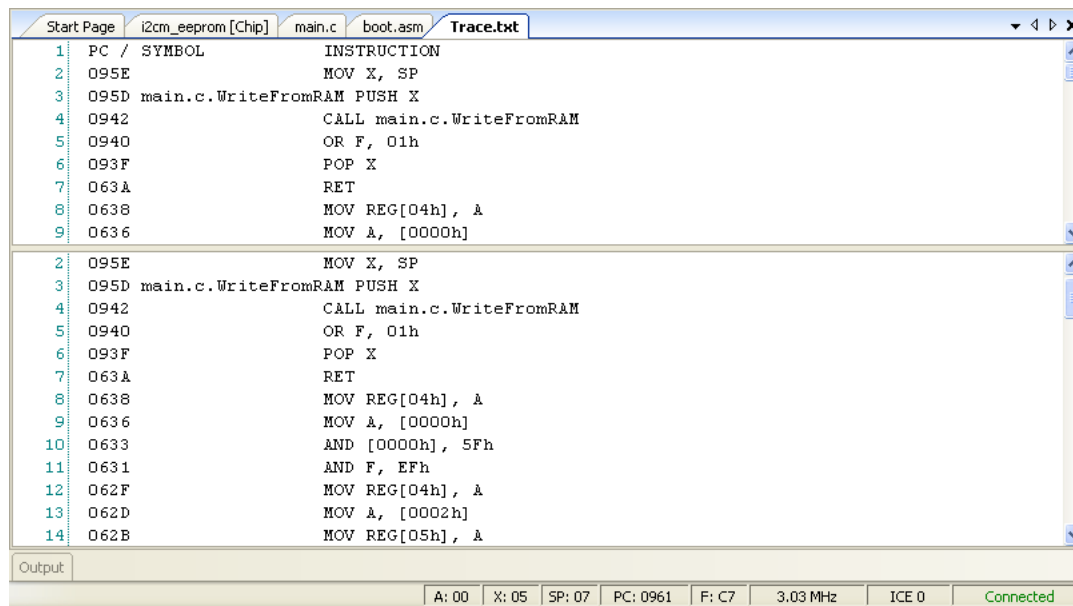 Start Page i2cm_eeprom [Chip] main.c boot.asm Trace.txt
1 PC / SYMBOL INSTRUCTION
2 095E MOV X, SP
3 095D main.c.WriteFromRAM PUSH X
4 0942 CALL main.c.WriteFromRAM
5 0940 OR F, 01h
6 093F POP X
7 063A RET
8 0638 MOV REG[04h], A
9 0636 MOV A, [0000h]
2 095E MOV X, SP
3 095D main.c.WriteFromRAM PUSH X
4 0942 CALL main.c.WriteFromRAM
5 0940 OR F, 01h
6 093F POP X
7 063A RET
8 0638 MOV REG[04h], A
9 0636 MOV A, [0000h]
10 0633 AND [0000h], 5Fh
11 0631 AND F, EFh
12 062F MOV REG[04h], A
13 062D MOV A, [0002h]
14 062B MOV REG[05h], A
Output
A: 00 X: 05 SP: 07 PC: 0961 F: C7 3.03 MHz ICE 0 Connected